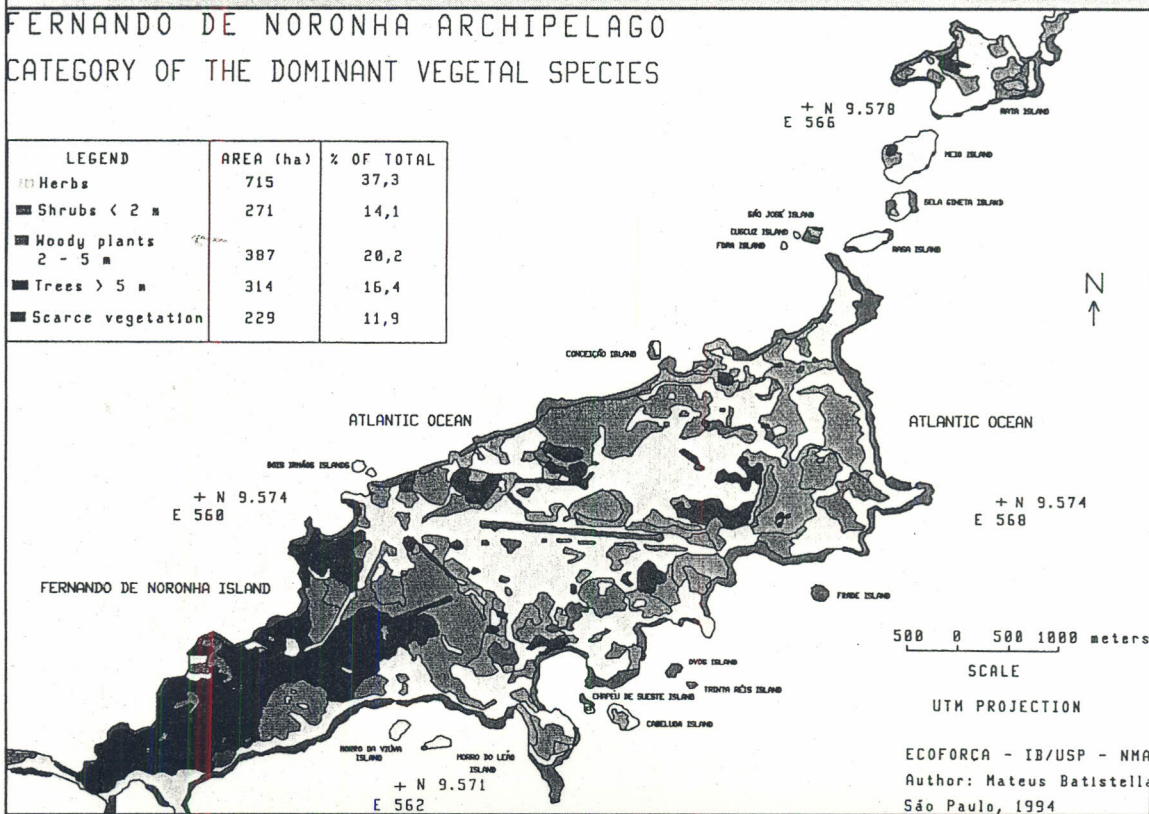 FERNANDO DE NORONHA ARCHIPELAGO
CATEGORY OF THE DOMINANT VEGETAL SPECIES
LEGEND AREA (ha) % OF TOTAL
Herbs 715 37,3
Shrubs < 2 m 271 14,1
Woody plants
2 - 5 m 387 20,2
Trees > 5 m 314 16,4
Scarce vegetation 229 11,9
+ N 9.578
E 566
RATA ISLAND
MEIO ISLAND
SELA GINETA ISLAND
SÃO JOSÉ ISLAND
CUSCUZ ISLAND
ISLAND
RASA ISLAND
N
CONCEIÇÃO ISLAND
ATLANTIC OCEAN
ATLANTIC OCEAN
DOIS IRMÃOS ISLANDS
+ N 9.574
E 560
+ N 9.574
E 568
FERNANDO DE NORONHA ISLAND
FRADE ISLAND
500 0 500 1000 meters
SCALE
OVOS ISLAND
TRINTA RÉIS ISLAND
CHAPEU DE SUESTE ISLAND
CABELUDA ISLAND
UTM PROJECTION
MORRO DA VIÚVA
ISLAND
MORRO DO LEÃO
ISLAND
+ N 9.571
E 562
ECOFORÇA - IB/USP - NMA
Author: Mateus Batistella
São Paulo, 1994